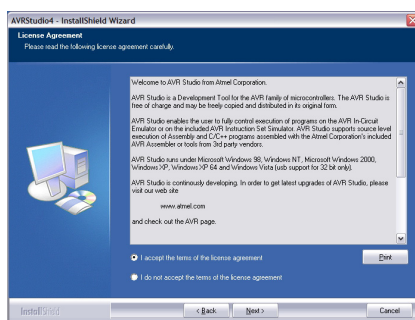 AVRStudio4 - InstallShield Wizard
License Agreement
Please read the following license agreement carefully.
Welcome to AVR Studio from Atmel Corporation.
AVR Studio is a Development Tool for the AVR family of microcontrollers. The AVR Studio is
free of charge and may be freely copied and distributed in its original form.
AVR Studio enables the user to fully control execution of programs on the AVR In-Circuit
Emulator or on the included AVR Instruction Set Simulator. AVR Studio supports source level
execution of Assembly and C/C++ programs assembled with the Atmel Corporation's included
AVR Assembler or tools from 3rd party vendors.
AVR Studio runs under Microsoft Windows 98, Windows NT, Microsoft Windows 2000,
Windows XP, Windows XP 64 and Windows Vista (usb support for 32 bit only).
AVR Studio is continously developing. In order to get latest upgrades of AVR Studio, please
visit our web site
www.atmel.com
and check out the AVR page.
I accept the terms of the license agreement
Print
I do not accept the terms of the license agreement
InstallShield
< Back
Next >
Cancel